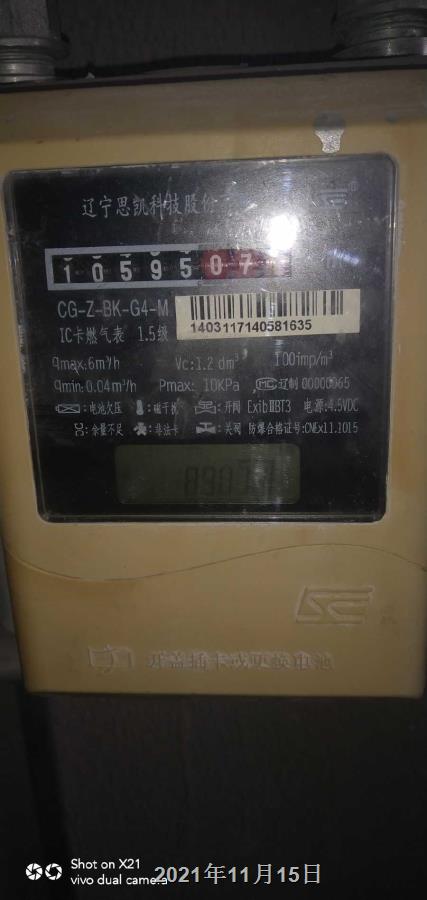 辽宁思凯科技股份
1059507
CG-Z-BK-G4-M
IC卡燃气表 1.5级
1403117140581635
qmax:6m³/h Vc:1.2 dm³ 100imp/m³
qmin:0.04m³/h Pmax: 10KPa MC 辽制 00000065
:电池欠压 :磁干扰 :开阀 ExibⅡBT3 电源:4.5VDC
:余量不足 :非法卡 :关阀 防爆合格证号:CNEx11.1015
开盖插卡或更换电池
Shot on X21
vivo dual camera
2021年11月15日